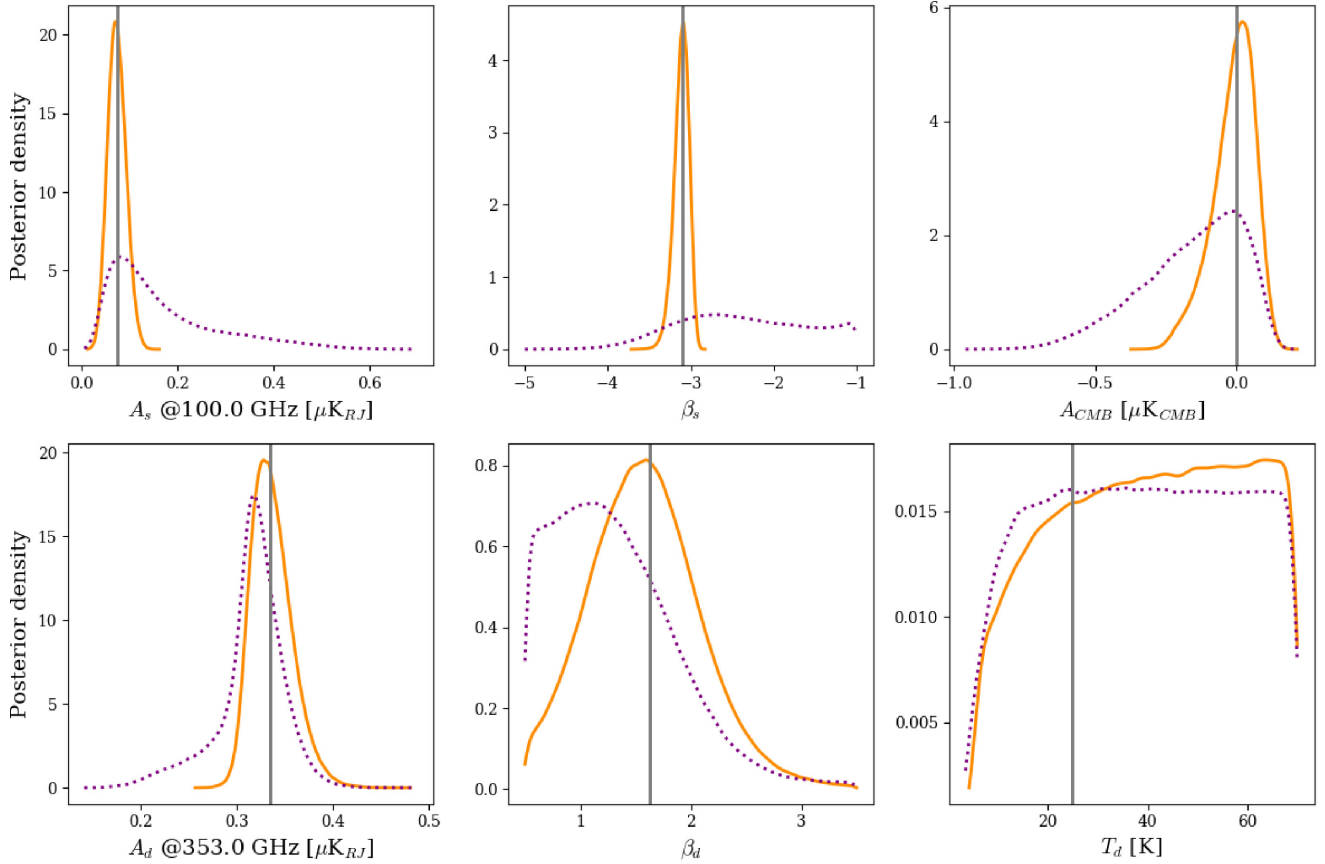 20
15
10
5
0
Posterior density
0.0 0.2 0.4 0.6
A_s @100.0 GHz [μK_RJ]
4
3
2
1
0
−5 −4 −3 −2 −1
β_s
6
4
2
0
−1.0 −0.5 0.0
A_CMB [μK_CMB]
20
15
10
5
0
Posterior density
0.2 0.3 0.4 0.5
A_d @353.0 GHz [μK_RJ]
0.8
0.6
0.4
0.2
0.0
1 2 3
β_d
0.015
0.010
0.005
20 40 60
T_d [K]